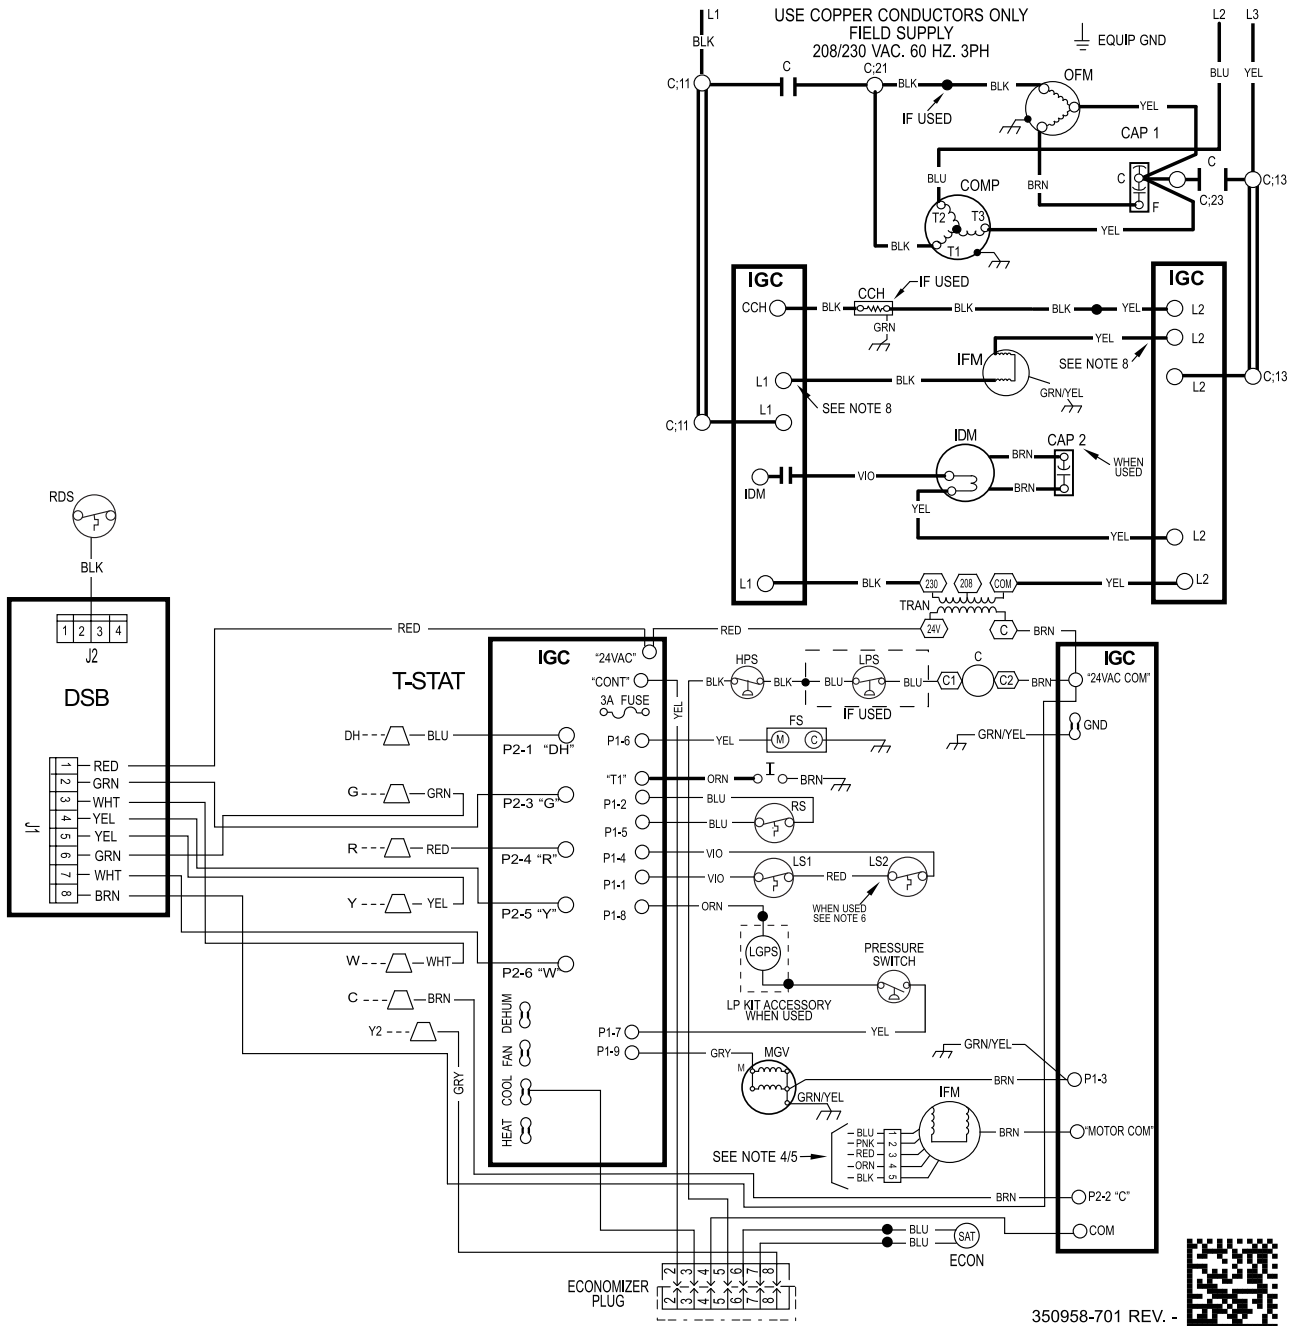 L1
USE COPPER CONDUCTORS ONLY
FIELD SUPPLY
208/230 VAC. 60 HZ. 3PH
EQUIP GND
L2
L3
BLK
BLU
YEL
C;11
C
C;21
BLK
IF USED
BLK
OFM
YEL
CAP 1
BLU
COMP
BRN
C
F
C
C;23
C;13
T2
T3
T1
YEL
BLK
IGC
IGC
CCH
BLK
CCH
IF USED
GRN
BLK
BLK
YEL
L2
YEL
L2
SEE NOTE 8
IFM
L1
BLK
GRN/YEL
L2
C;13
SEE NOTE 8
C;11
L1
IDM
BRN
CAP 2
WHEN
USED
IDM
VIO
BRN
YEL
YEL
L2
L1
BLK
230
208
COM
YEL
L2
TRAN
24V
C
BRN
RDS
BLK
1 2 3 4
J2
DSB
RED
RED
T-STAT
IGC
"24VAC"
"CONT"
3A FUSE
YEL
BLK
HPS
BLK
BLU
LPS
BLU
IF USED
C1
C
C2
BRN
IGC
"24VAC COM"
GND
GRN/YEL
DH
BLU
P2-1 "DH"
P1-6
YEL
FS
M
C
J1
1 RED
2 GRN
3 WHT
4 YEL
5 YEL
6 GRN
7 WHT
8 BRN
G
GRN
P2-3 "G"
"T1"
ORN
I
BRN
P1-2
BLU
RS
P1-5
BLU
R
RED
P2-4 "R"
P1-4
VIO
P1-1
VIO
LS1
RED
LS2
WHEN USED
SEE NOTE 6
Y
YEL
P2-5 "Y"
P1-8
ORN
LGPS
LP KIT ACCESSORY
WHEN USED
PRESSURE
SWITCH
W
WHT
P2-6 "W"
C
BRN
Y2
GRY
DEHUM
FAN
COOL
HEAT
P1-7
YEL
P1-9
GRY
MGV
M
GRN/YEL
GRN/YEL
BRN
P1-3
IFM
BRN
"MOTOR COM"
SEE NOTE 4/5
BLU 1
PNK 2
RED 3
ORN 4
BLK 5
BRN
P2-2 "C"
COM
BLU
BLU
SAT
ECON
ECONOMIZER
PLUG
2 3 4 5 6 7 8
2 3 4 5 6 7 8
350958-701 REV. -